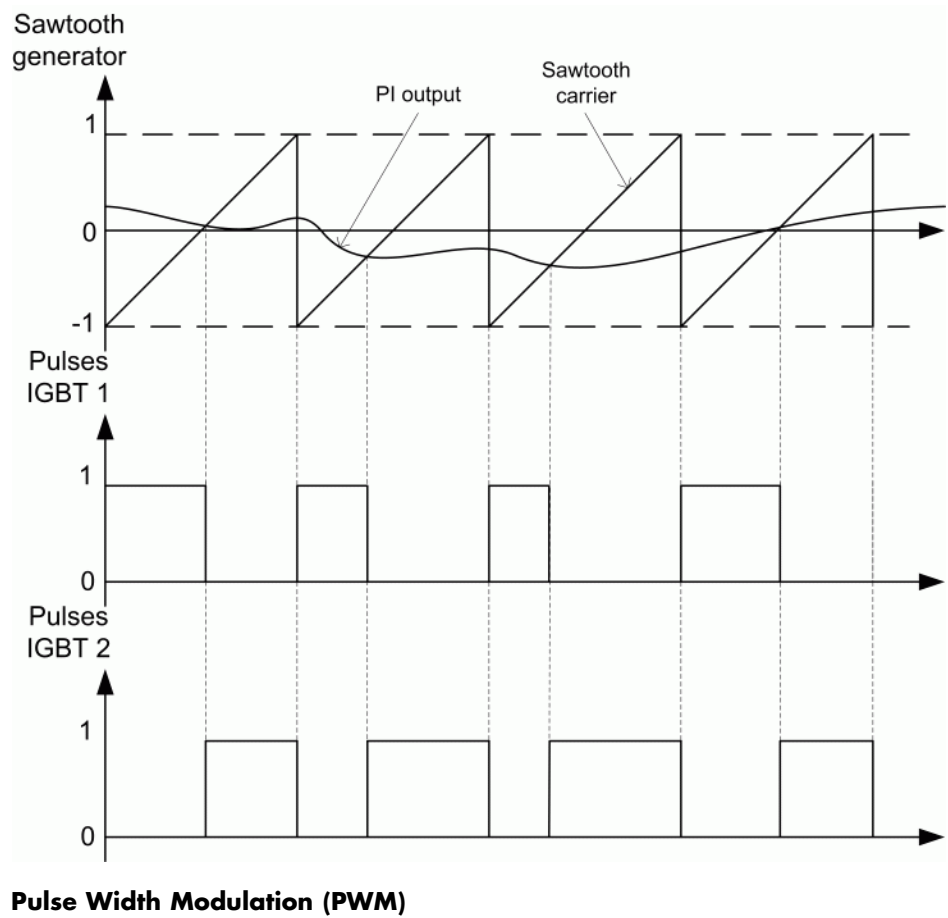 Sawtooth
generator
PI output
Sawtooth
carrier
1
0
-1
Pulses
IGBT 1
1
0
Pulses
IGBT 2
1
0
Pulse Width Modulation (PWM)